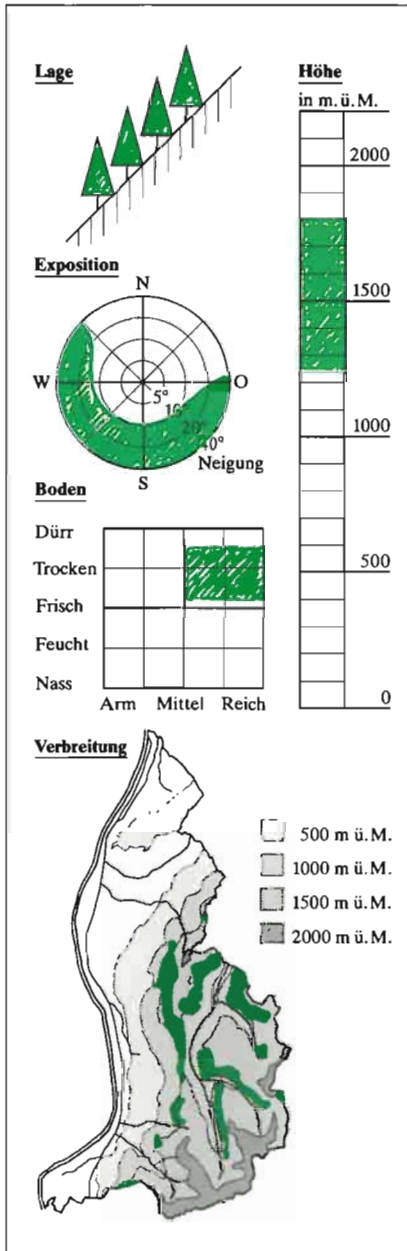 Lage
Höhe
in m. ü. M.
2000
1500
1000
500
0
Exposition
N
W
O
S
5°
10°
20°
40°
Neigung
Boden
Dürr
Trocken
Frisch
Feucht
Nass
Arm Mittel Reich
Verbreitung
500 m ü. M.
1000 m ü. M.
1500 m ü. M.
2000 m ü. M.